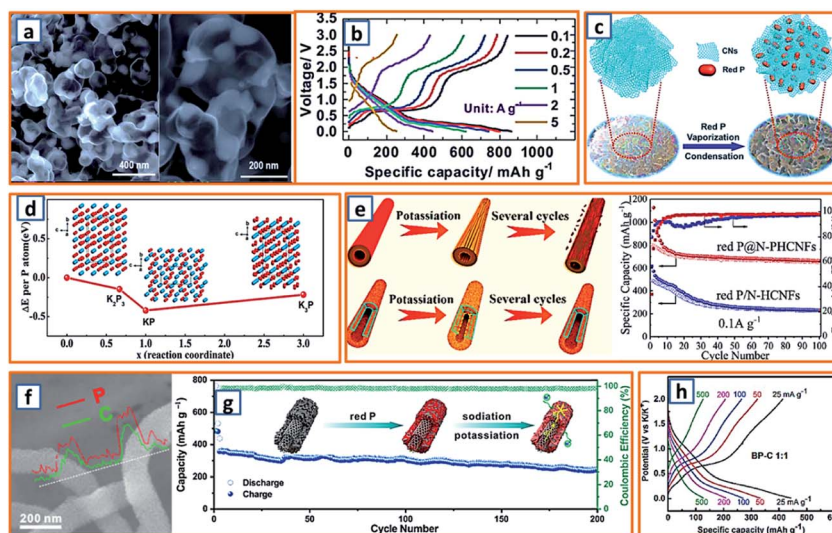 a
400 nm
200 nm
b
Voltage/ V
3.0
2.5
2.0
1.5
1.0
0.5
0.0
0.1
0.2
0.5
1
2
5
Unit: A g⁻¹
0 200 400 600 800 1000
Specific capacity/ mAh g⁻¹
c
CNs
Red P
Red P
Vaporization
Condensation
d
ΔE per P atom(eV)
0.5
0.0
-0.5
K₂P₃
KP
K₃P
0.0 0.5 1.0 1.5 2.0 2.5 3.0
x (reaction coordinate)
e
Potassiation
Several cycles
Potassiation
Several cycles
Specific Capacity (mAh g⁻¹)
1200
1000
800
600
400
200
0
100
80
60
40
20
red P@N-PHCNFs
red P/N-HCNFs
0.1A g⁻¹
0 10 20 30 40 50 60 70 80 90 100
Cycle Number
f
P
C
200 nm
g
Capacity (mAh g⁻¹)
800
600
400
200
0
red P
sodiation
potassiation
Discharge
Charge
Coulombic Efficiency (%)
100
80
60
40
20
0
0 50 100 150 200
Cycle Number
h
Potential (V vs K/K⁺)
2.0
1.5
1.0
0.5
0.0
500 200 100 50 25 mA g⁻¹
BP-C 1:1
500 200 100 50 25 mA g⁻¹
0 100 200 300 400 500
Specific capacity (mAh g⁻¹)